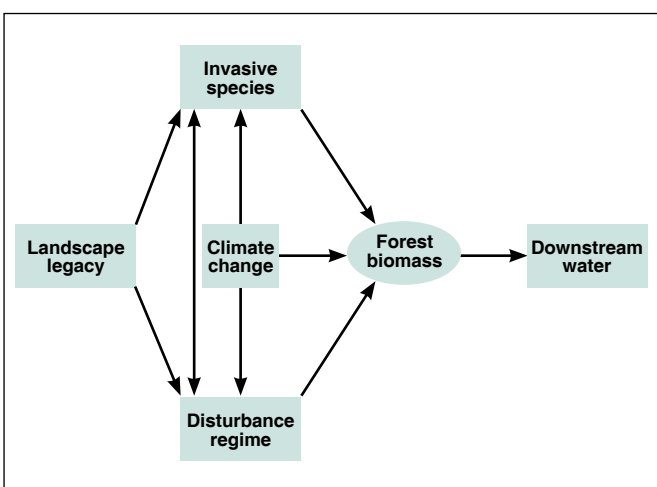 Invasive
species
Landscape
legacy
Climate
change
Forest
biomass
Downstream
water
Disturbance
regime